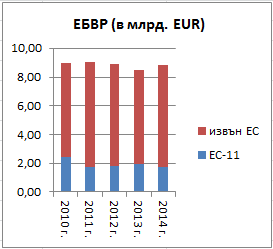 ЕБВР (в млрд. EUR)
10,00
8,00
6,00
4,00
2,00
0,00
2010 г.
2011 г.
2012 г.
2013 г.
2014 г.
извън ЕС
ЕС-11